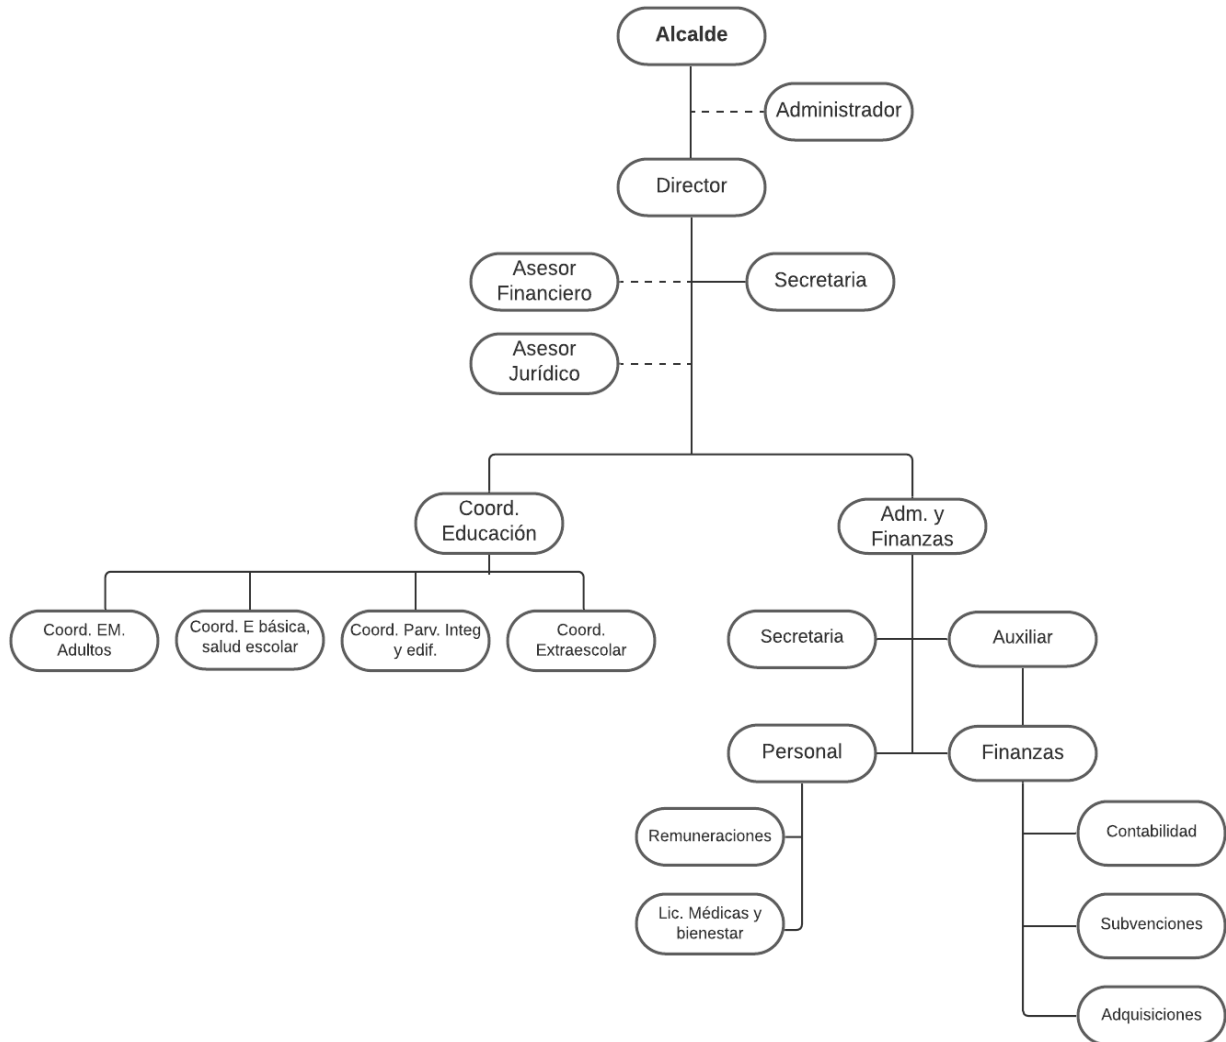 Alcalde
Administrador
Director
Asesor
Financiero
Secretaria
Asesor
Jurídico
Coord.
Educación
Adm. y
Finanzas
Coord. EM.
Adultos
Coord. E básica,
salud escolar
Coord. Parv. Integ
y edif.
Coord.
Extraescolar
Secretaria
Auxiliar
Personal
Finanzas
Remuneraciones
Contabilidad
Lic. Médicas y
bienestar
Subvenciones
Adquisiciones